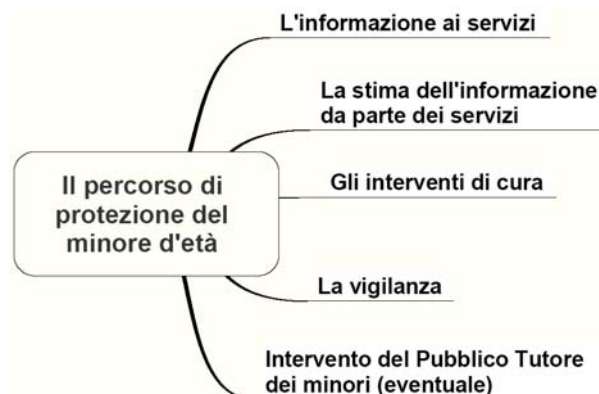 L'informazione ai servizi
La stima dell'informazione
da parte dei servizi
Il percorso di
protezione del
minore d'età
Gli interventi di cura
La vigilanza
Intervento del Pubblico Tutore
dei minori (eventuale)